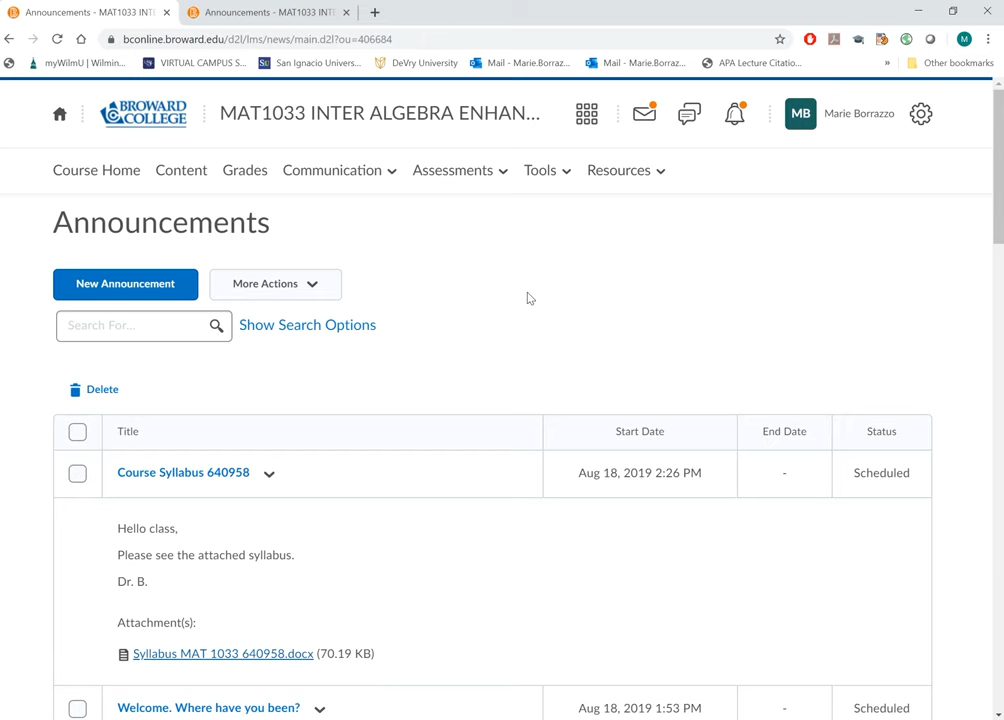 Announcements - MAT1033 INTE
Announcements - MAT1033 INTE
bconline.broward.edu/d2l/lms/news/main.d2l?ou=406684
M
myWilmU | Wilmin...
VIRTUAL CAMPUS S...
San Ignacio Univers...
DeVry University
Mail - Marie.Borraz...
Mail - Marie.Borraz...
APA Lecture Citatio...
»
Other bookmarks
BROWARD COLLEGE
MAT1033 INTER ALGEBRA ENHAN...
MB
Marie Borrazzo
Course Home
Content
Grades
Communication
Assessments
Tools
Resources
Announcements
New Announcement
More Actions
Search For...
Show Search Options
Delete
Title
Start Date
End Date
Status
Course Syllabus 640958
Aug 18, 2019 2:26 PM
-
Scheduled
Hello class,
Please see the attached syllabus.
Dr. B.
Attachment(s):
Syllabus MAT 1033 640958.docx (70.19 KB)
Welcome. Where have you been?
Aug 18, 2019 1:53 PM
-
Scheduled